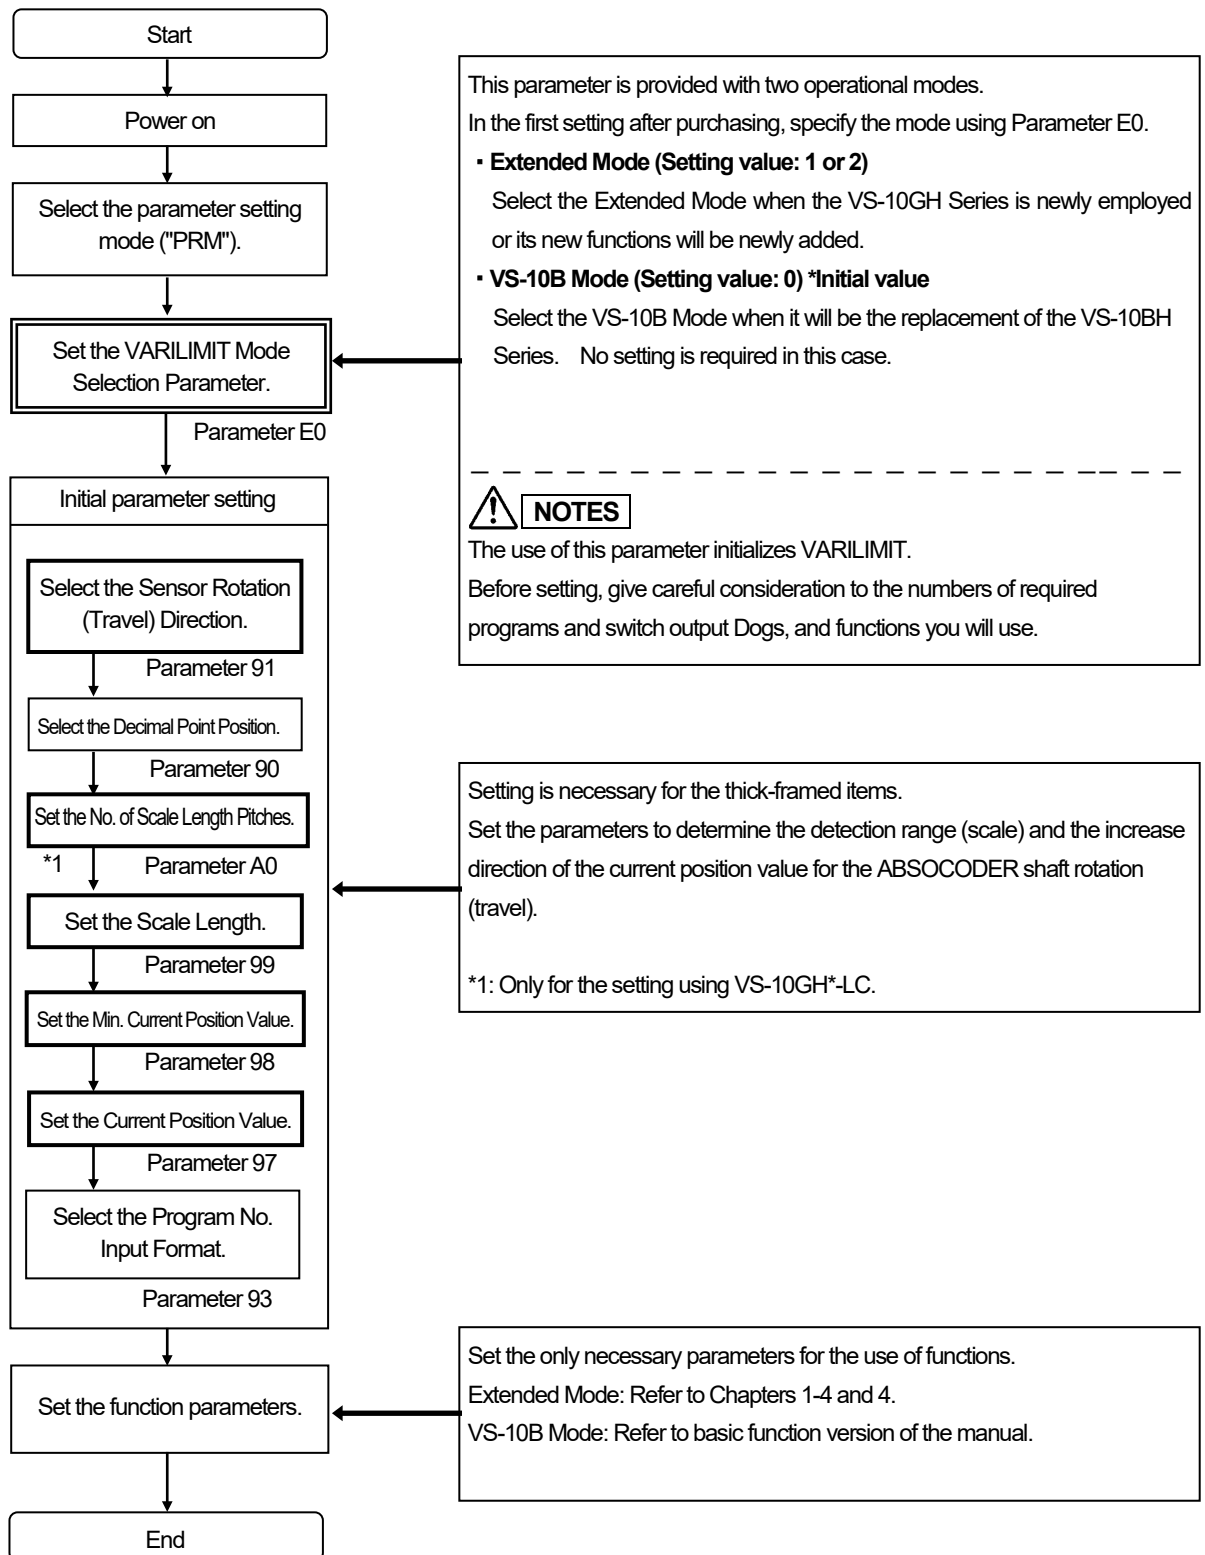 Start
Power on
Select the parameter setting
mode ("PRM").
Set the VARILIMIT Mode
Selection Parameter.
Parameter E0
This parameter is provided with two operational modes.
In the first setting after purchasing, specify the mode using Parameter E0.
・Extended Mode (Setting value: 1 or 2)
Select the Extended Mode when the VS-10GH Series is newly employed
or its new functions will be newly added.
・VS-10B Mode (Setting value: 0) *Initial value
Select the VS-10B Mode when it will be the replacement of the VS-10BH
Series. No setting is required in this case.
NOTES
The use of this parameter initializes VARILIMIT.
Before setting, give careful consideration to the numbers of required
programs and switch output Dogs, and functions you will use.
Initial parameter setting
Select the Sensor Rotation
(Travel) Direction.
Parameter 91
Select the Decimal Point Position.
Parameter 90
Set the No. of Scale Length Pitches.
*1 Parameter A0
Set the Scale Length.
Parameter 99
Set the Min. Current Position Value.
Parameter 98
Set the Current Position Value.
Parameter 97
Select the Program No.
Input Format.
Parameter 93
Setting is necessary for the thick-framed items.
Set the parameters to determine the detection range (scale) and the increase
direction of the current position value for the ABSOCODER shaft rotation
(travel).
*1: Only for the setting using VS-10GH*-LC.
Set the function parameters.
Set the only necessary parameters for the use of functions.
Extended Mode: Refer to Chapters 1-4 and 4.
VS-10B Mode: Refer to basic function version of the manual.
End